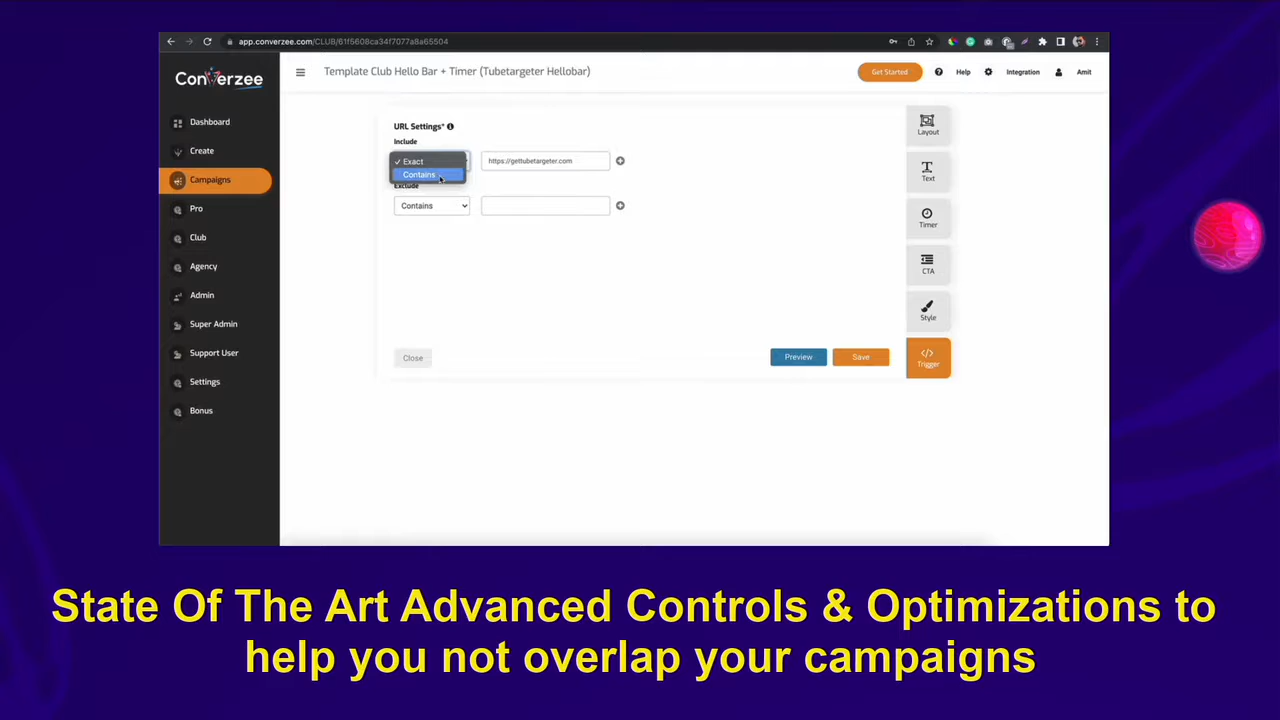 app.converzee.com/CLUB/61f5608ca34f7077a8a65504
Converzee
Template Club Hello Bar + Timer (Tubetargeter Hellobar)
Get Started
Help
Integration
Amit
Dashboard
Create
Campaigns
Pro
Club
Agency
Admin
Super Admin
Support User
Settings
Bonus
URL Settings*
Include
✓ Exact
Contains
https://gettubetargeter.com
Exclude
Contains
Close
Preview
Save
Layout
Text
Timer
CTA
Style
Trigger
State Of The Art Advanced Controls & Optimizations to
help you not overlap your campaigns